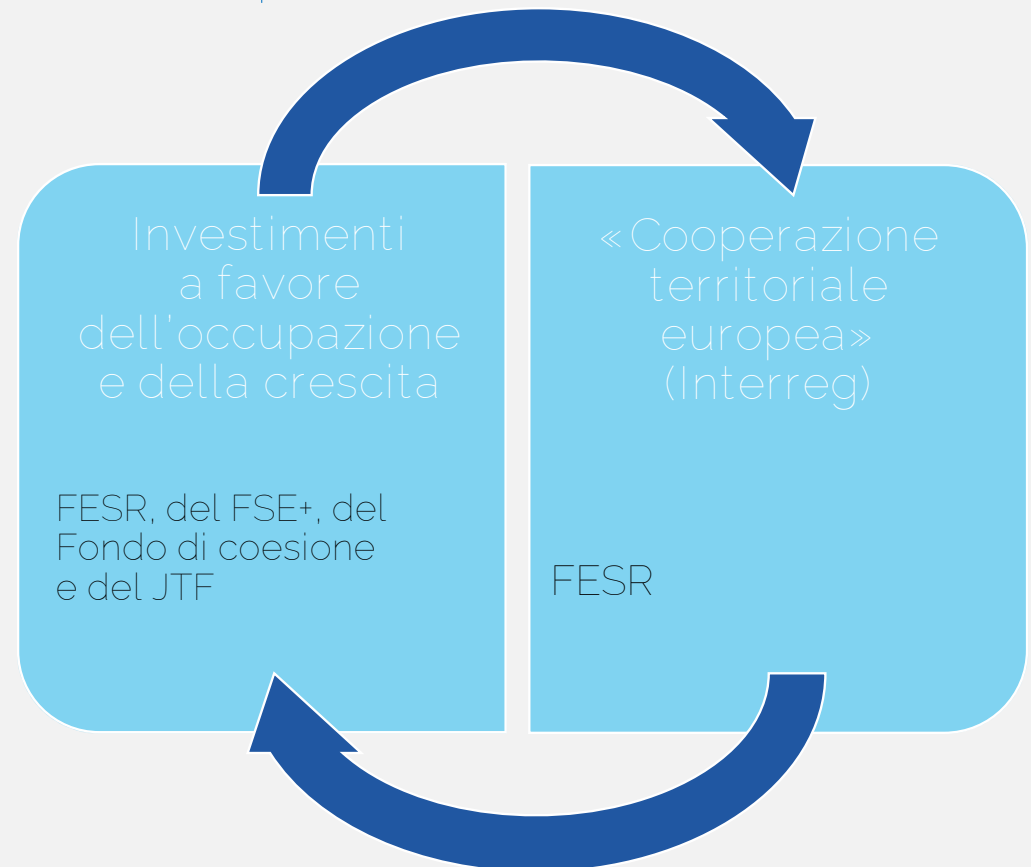 Investimenti
a favore
dell'occupazione
e della crescita
FESR, del FSE+, del
Fondo di coesione
e del JTF
«Cooperazione
territoriale
europea»
(Interreg)
FESR